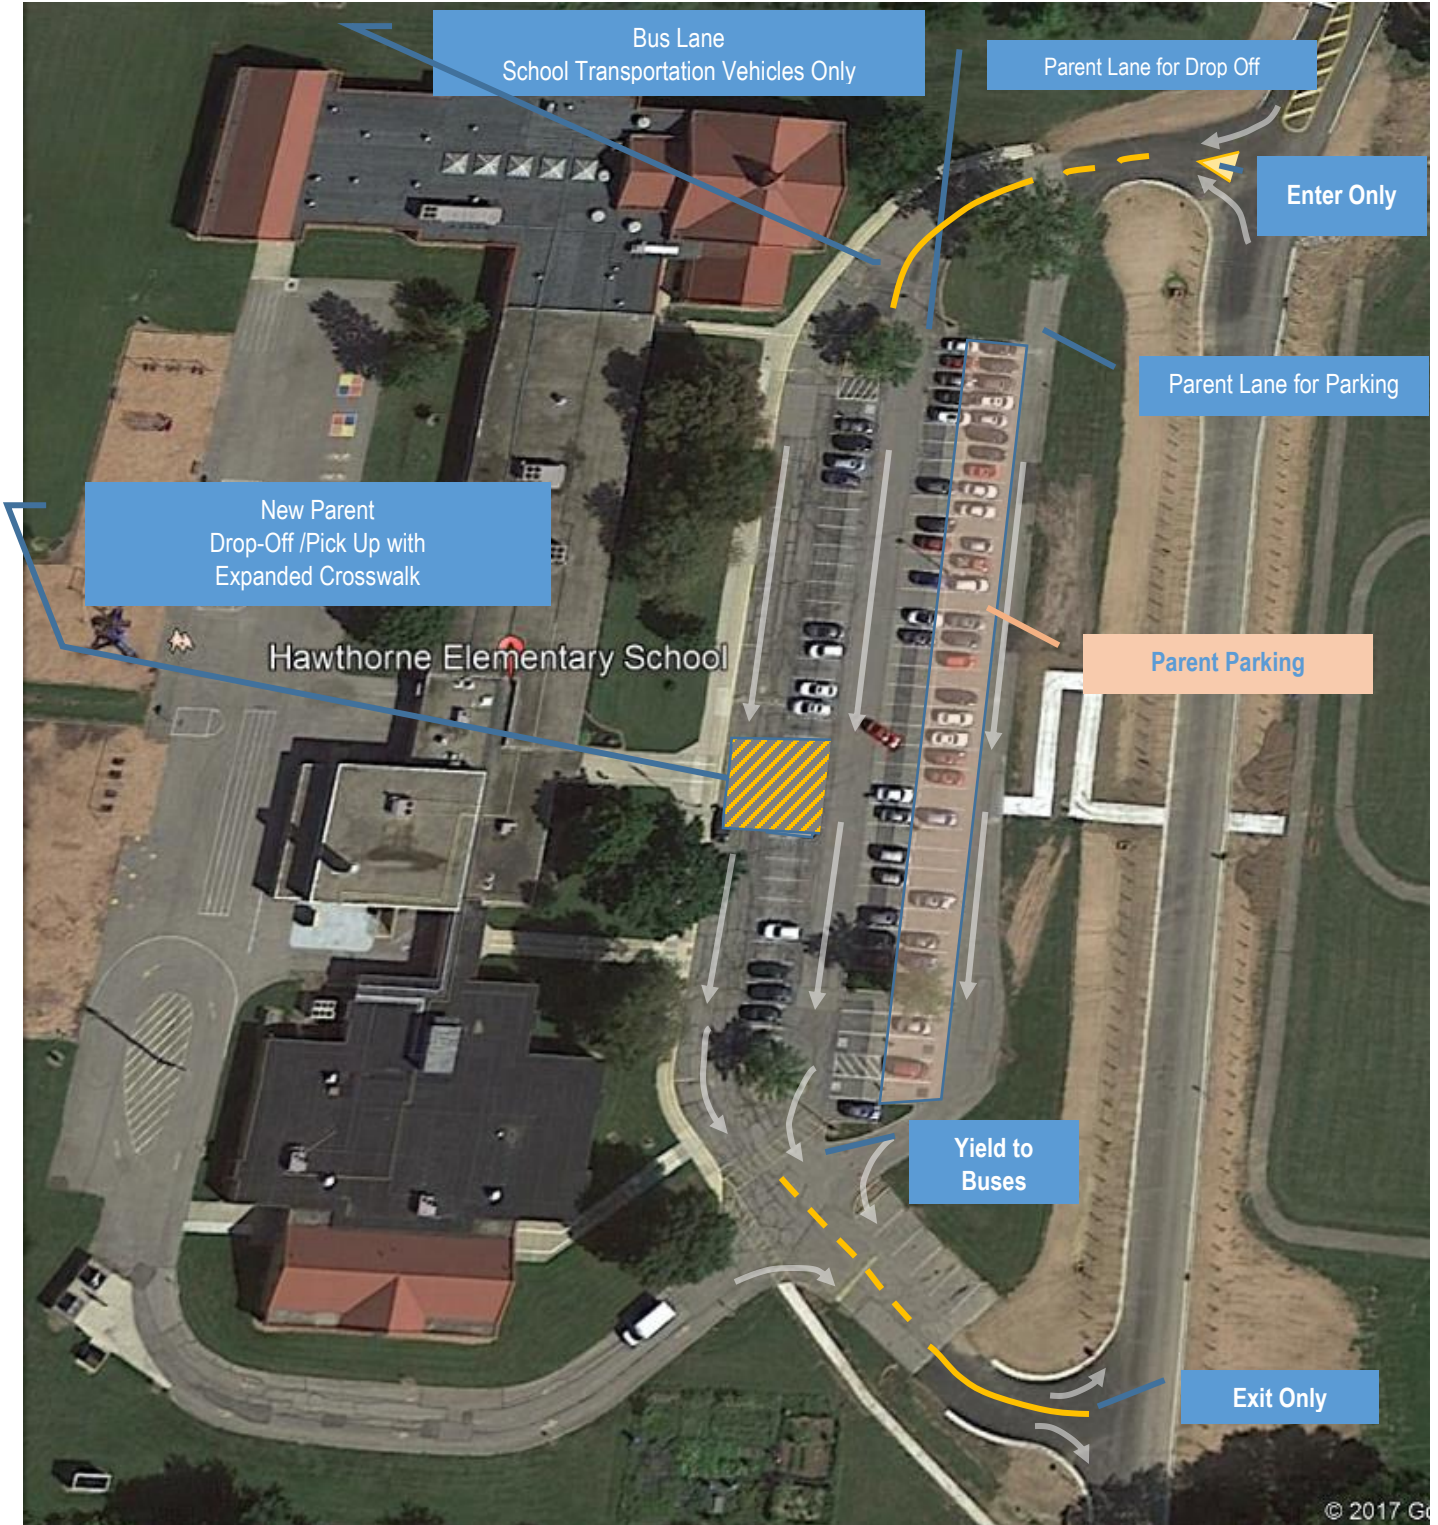 Bus Lane
School Transportation Vehicles Only
Parent Lane for Drop Off
Enter Only
Parent Lane for Parking
New Parent
Drop-Off /Pick Up with
Expanded Crosswalk
Hawthorne Elementary School
Parent Parking
Yield to
Buses
Exit Only
© 2017 Go